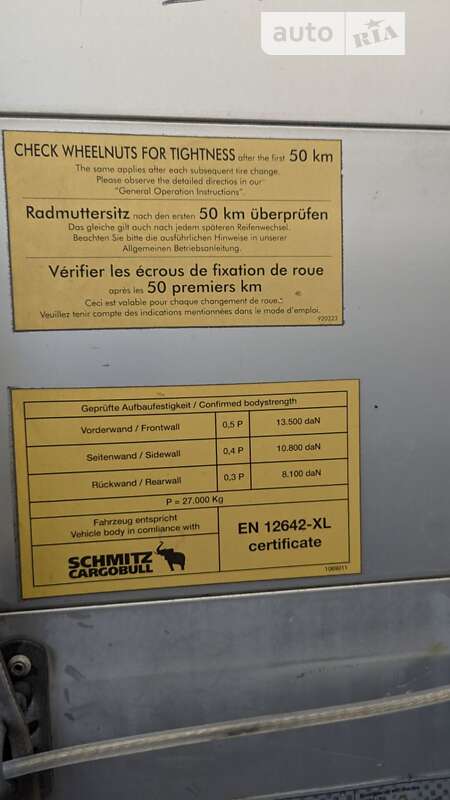 auto RIA
CHECK WHEELNUTS FOR TIGHTNESS after the first 50 km
The same applies after each subsequent tire change.
Please observe the detailed directios in our
"General Operation Instructions".
Radmuttersitz nach den ersten 50 km überprüfen
Das gleiche gilt auch nach jedem späteren Reifenwechsel.
Beachten Sie bitte die ausführlichen Hinweise in unserer
Allgemeinen Betriebsanleitung.
Vérifier les écrous de fixation de roue
après les 50 premiers km
Ceci est valable pour chaque changement de roue.
Veuillez tenir compte des indications mentionnées dans le mode d'emploi.
920323
Geprüfte Aufbaufestigkeit / Confirmed bodystrength
Vorderwand / Frontwall 0,5 P 13.500 daN
Seitenwand / Sidewall 0,4 P 10.800 daN
Rückwand / Rearwall 0,3 P 8.100 daN
P = 27.000 Kg
Fahrzeug entspricht
Vehicle body in comliance with
EN 12642-XL
certificate
SCHMITZ
CARGOBULL
1069011